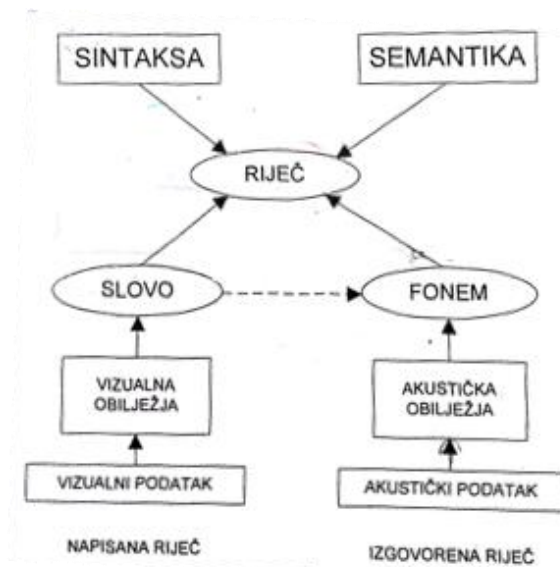 SINTAKSA
SEMANTIKA
RIJEČ
SLOVO
FONEM
VIZUALNA
OBILJEŽJA
AKUSTIČKA
OBILJEŽJA
VIZUALNI PODATAK
AKUSTIČKI PODATAK
NAPISANA RIJEČ
IZGOVORENA RIJEČ